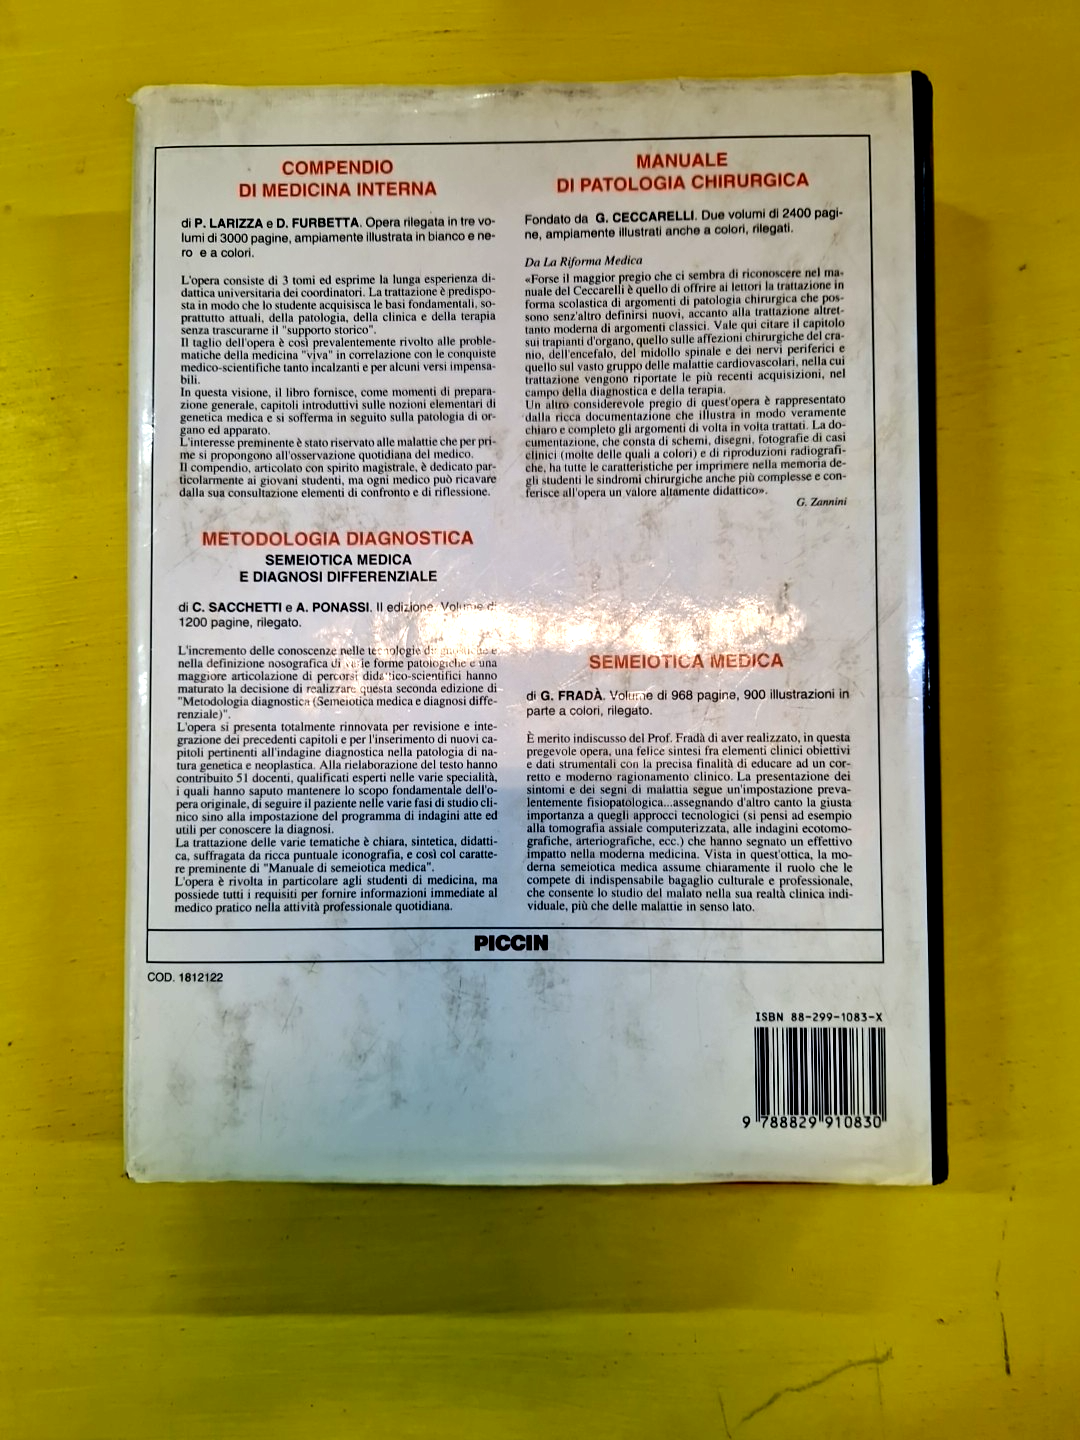 COMPENDIO
DI MEDICINA INTERNA
di P. LARIZZA e D. FURBETTA. Opera rilegata in tre vo-
lumi di 3000 pagine, ampiamente illustrata in bianco e ne-
ro e a colori.
L'opera consiste di 3 tomi ed esprime la lunga esperienza di-
dattica universitaria dei coordinatori. La trattazione è predispo-
sta in modo che lo studente acquisisca le basi fondamentali, so-
prattutto attuali, della patologia, della clinica e della terapia
senza trascurarne il "supporto storico".
Il taglio dell'opera è così prevalentemente rivolto alle proble-
matiche della medicina "viva" in correlazione con le conquiste
medico-scientifiche tanto incalzanti e per alcuni versi impensa-
bili.
In questa visione, il libro fornisce, come momenti di prepara-
zione generale, capitoli introduttivi sulle nozioni elementari di
genetica medica e si sofferma in seguito sulla patologia di or-
gano ed apparato.
L'interesse preminente è stato riservato alle malattie che per pri-
me si propongono all'osservazione quotidiana del medico.
Il compendio, articolato con spirito magistrale, è dedicato par-
ticolarmente ai giovani studenti, ma ogni medico può ricavare
dalla sua consultazione elementi di confronto e di riflessione.
METODOLOGIA DIAGNOSTICA
SEMEIOTICA MEDICA
E DIAGNOSI DIFFERENZIALE
di C. SACCHETTI e A. PONASSI. II edizione. Volume di
1200 pagine, rilegato.
L'incremento delle conoscenze nelle tecnologie e
nella definizione nosografica di varie forme patologiche e una
maggiore articolazione di percorsi didattico-scientifici hanno
maturato la decisione di realizzare questa seconda edizione di
"Metodologia diagnostica (Semeiotica medica e diagnosi diffe-
renziale)".
L'opera si presenta totalmente rinnovata per revisione e inte-
grazione dei precedenti capitoli e per l'inserimento di nuovi ca-
pitoli pertinenti all'indagine diagnostica nella patologia di na-
tura genetica e neoplastica. Alla rielaborazione del testo hanno
contribuito 51 docenti, qualificati esperti nelle varie specialità,
i quali hanno saputo mantenere lo scopo fondamentale dell'o-
pera originale, di seguire il paziente nelle varie fasi di studio cli-
nico sino alla impostazione del programma di indagini atte ed
utili per conoscere la diagnosi.
La trattazione delle varie tematiche è chiara, sintetica, didatti-
ca, suffragata da ricca puntuale iconografia, e così col caratte-
re preminente di "Manuale di semeiotica medica".
L'opera è rivolta in particolare agli studenti di medicina, ma
possiede tutti i requisiti per fornire informazioni immediate al
medico pratico nella attività professionale quotidiana.
MANUALE
DI PATOLOGIA CHIRURGICA
Fondato da G. CECCARELLI. Due volumi di 2400 pagi-
ne, ampiamente illustrati anche a colori, rilegati.
Da La Riforma Medica
«Forse il maggior pregio che ci sembra di riconoscere nel ma-
nuale del Ceccarelli è quello di offrire ai lettori la trattazione in
forma scolastica di argomenti di patologia chirurgica che pos-
sono senz'altro definirsi nuovi, accanto alla trattazione altret-
tanto moderna di argomenti classici. Vale qui citare il capitolo
sui trapianti d'organo, quello sulle affezioni chirurgiche del cra-
nio, dell'encefalo, del midollo spinale e dei nervi periferici e
quello sul vasto gruppo delle malattie cardiovascolari, nella cui
trattazione vengono riportate le più recenti acquisizioni, nel
campo della diagnostica e della terapia.
Un altro considerevole pregio di quest'opera è rappresentato
dalla ricca documentazione che illustra in modo veramente
chiaro e completo gli argomenti di volta in volta trattati. La do-
cumentazione, che consta di schemi, disegni, fotografie di casi
clinici (molte delle quali a colori) e di riproduzioni radiografi-
che, ha tutte le caratteristiche per imprimere nella memoria de-
gli studenti le sindromi chirurgiche anche più complesse e con-
ferisce all'opera un valore altamente didattico».
G. Zannini
SEMEIOTICA MEDICA
di G. FRADÀ. Volume di 968 pagine, 900 illustrazioni in
parte a colori, rilegato.
È merito indiscusso del Prof. Fradà di aver realizzato, in questa
pregevole opera, una felice sintesi fra elementi clinici obiettivi
e dati strumentali con la precisa finalità di educare ad un cor-
retto e moderno ragionamento clinico. La presentazione dei
sintomi e dei segni di malattia segue un'impostazione preva-
lentemente fisiopatologica...assegnando d'altro canto la giusta
importanza a quegli approcci tecnologici (si pensi ad esempio
alla tomografia assiale computerizzata, alle indagini ecotomo-
grafiche, arteriografiche, ecc.) che hanno segnato un effettivo
impatto nella moderna medicina. Vista in quest'ottica, la mo-
derna semeiotica medica assume chiaramente il ruolo che le
compete di indispensabile bagaglio culturale e professionale,
che consente lo studio del malato nella sua realtà clinica indi-
viduale, più che delle malattie in senso lato.
PICCIN
COD. 1812122
ISBN 88-299-1083-X
9 788829 910830